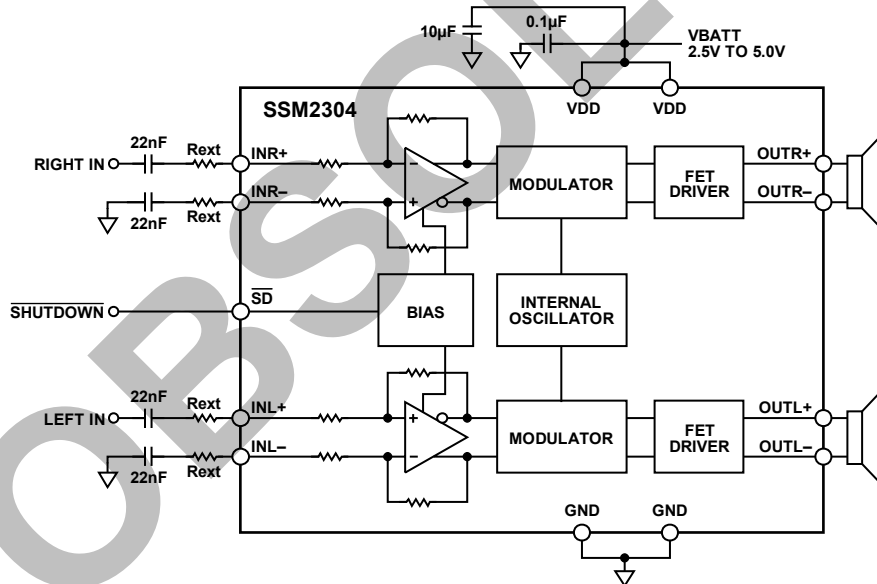 10µF
0.1µF
VBATT
2.5V TO 5.0V
VDD
VDD
SSM2304
22nF
Rext
INR+
RIGHT IN
INR–
22nF
Rext
MODULATOR
FET
DRIVER
OUTR+
OUTR–
SHUTDOWN
SD
BIAS
INTERNAL
OSCILLATOR
22nF
Rext
INL+
LEFT IN
INL–
22nF
Rext
MODULATOR
FET
DRIVER
OUTL+
OUTL–
GND
GND
OBSOL